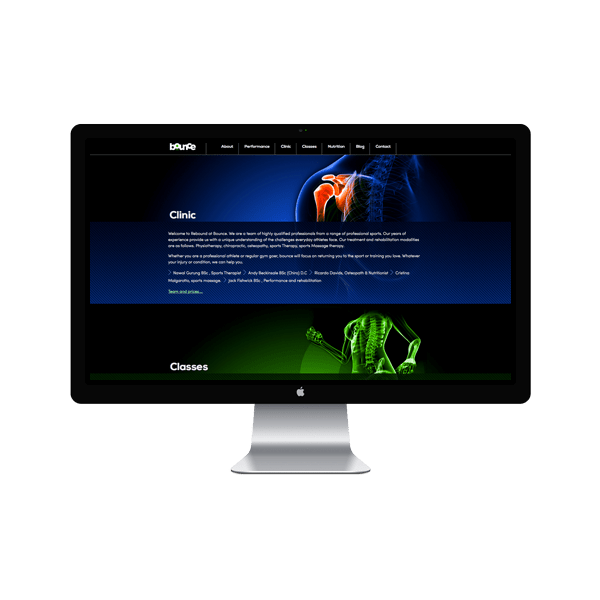 bounce
About Performance Clinic Classes Nutrition Blog Contact
Clinic
Welcome to Rebound at Bounce. We are a team of highly qualified professionals from a range of professional sports. Our years of
experience provide us with a unique understanding of the challenges everyday athletes face. Our treatment and rehabilitation modalities
are as follows: Physiotherapy, chiropractic, osteopathy, sports Therapy, sports Massage therapy.
Whether you are a professional athlete or regular gym goer, bounce will focus on returning you to the sport or training you love. Whatever
your injury or condition, we can help you.
Nawal Gurung BSc , Sports Therapist Andy Becknade BSc (Chiro) D.C Ricardo Davids, Osteopath & Nutritionist Cristina
Malgarotto, sports massage. Jack Fishwick BSc , Performance and rehabilitation
Team and prices...
Classes